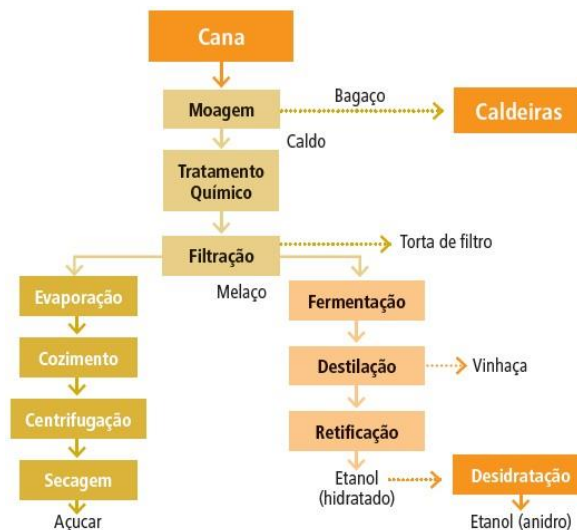 Cana
Moagem
Bagaço
Caldeiras
Caldo
Tratamento
Químico
Filtração
Torta de filtro
Melaço
Evaporação
Cozimento
Centrifugação
Secagem
Açucar
Fermentação
Destilação
Vinhaça
Retificação
Etanol
(hidratado)
Desidratação
Etanol (anidro)